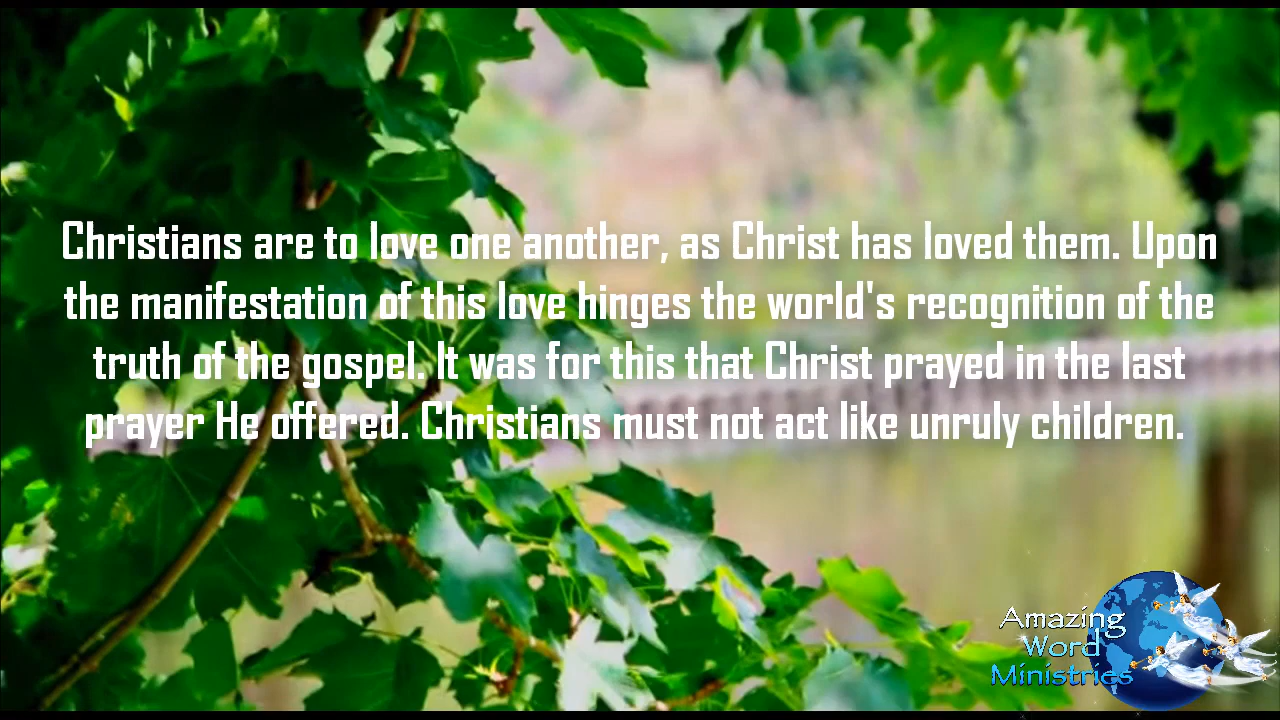 Christians are to love one another, as Christ has loved them. Upon
the manifestation of this love hinges the world's recognition of the
truth of the gospel. It was for this that Christ prayed in the last
prayer He offered. Christians must not act like unruly children.
Amazing
Word
Ministries